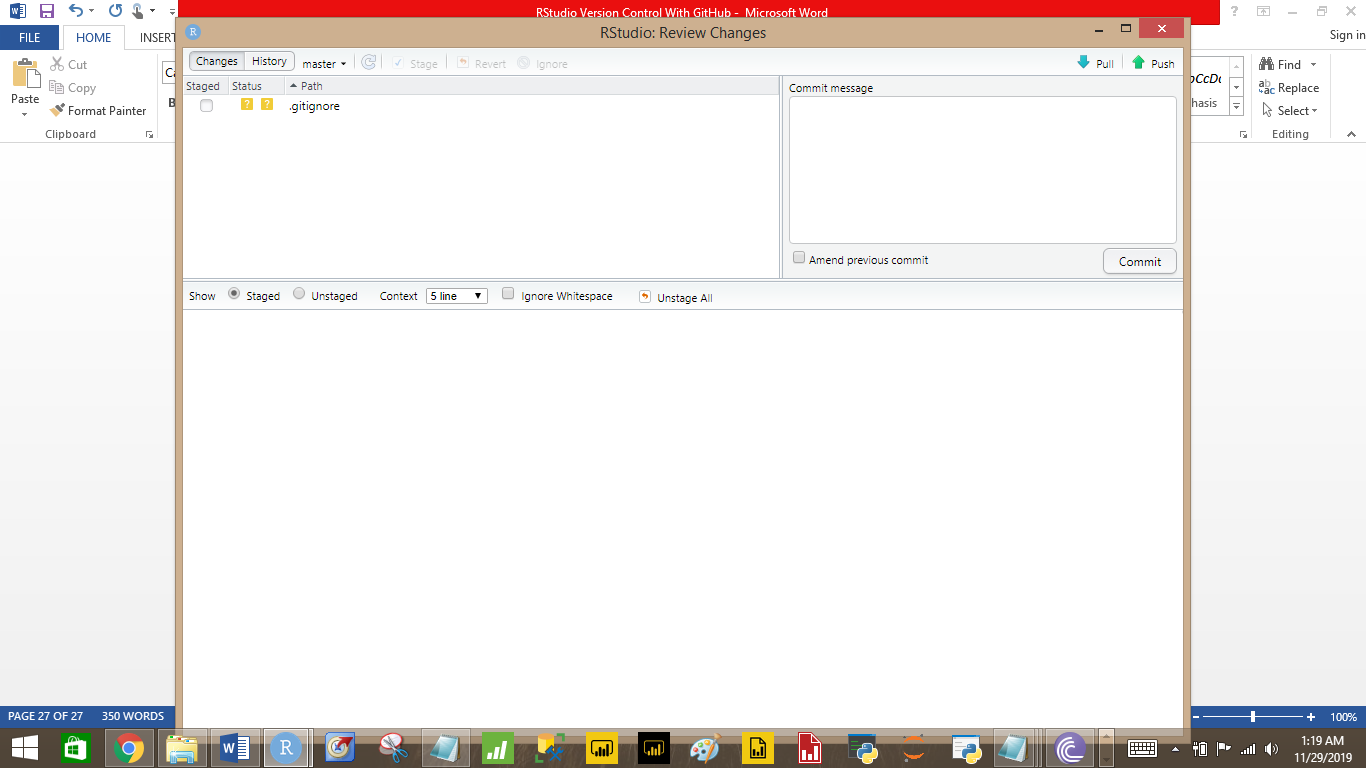 RStudio Version Control With GitHub - Microsoft Word
FILE
HOME
INSERT
Sign in
Cut
Copy
Format Painter
Paste
Clipboard
Ca
B
RStudio: Review Changes
Changes
History
master
Stage
Revert
Ignore
Pull
Push
Staged
Status
Path
? ? .gitignore
Commit message
Amend previous commit
Commit
Show
Staged
Unstaged
Context
5 line
Ignore Whitespace
Unstage All
Find
Replace
Select
Editing
hasis
PAGE 27 OF 27
350 WORDS
100%
1:19 AM
11/29/2019